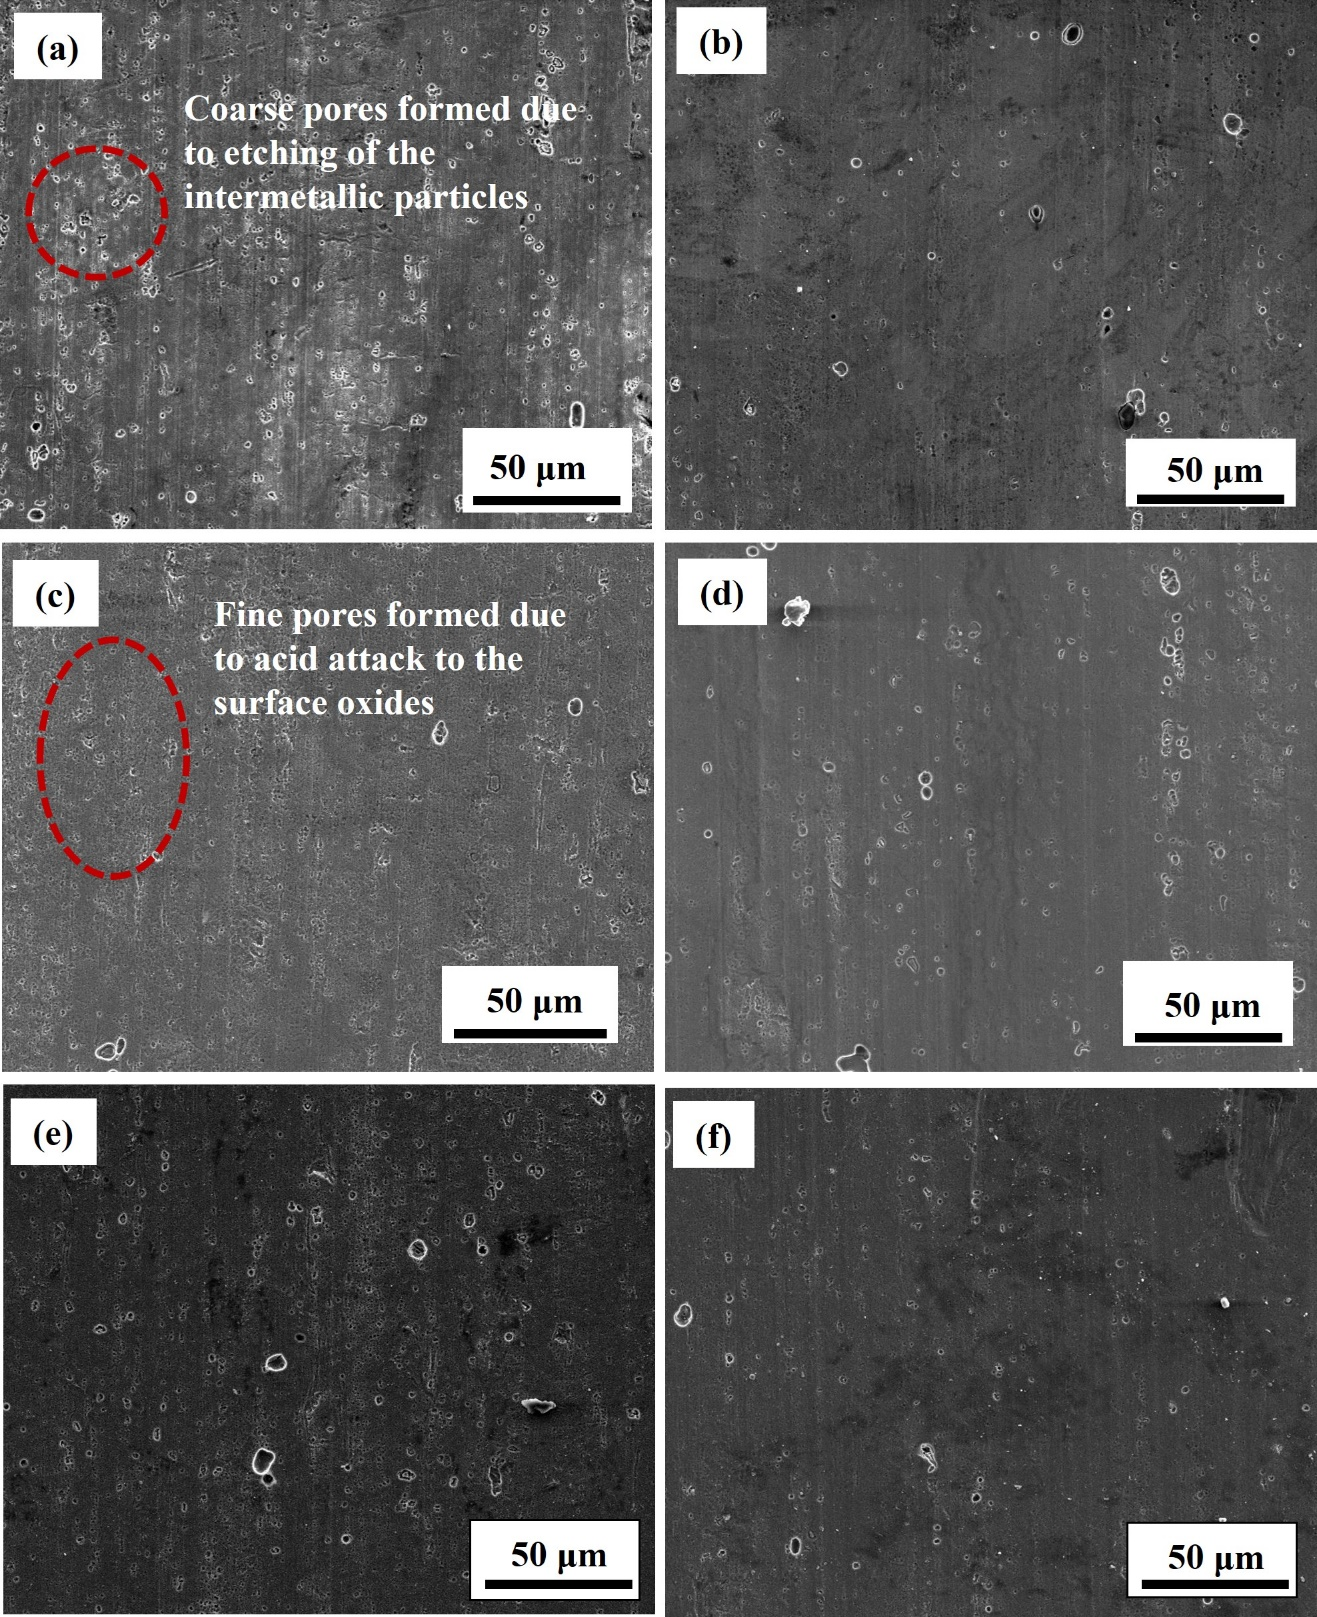 (a)
Coarse pores formed due
to etching of the
intermetallic particles
50 µm
(b)
50 µm
(c)
Fine pores formed due
to acid attack to the
surface oxides
50 µm
(d)
50 µm
(e)
50 µm
(f)
50 µm